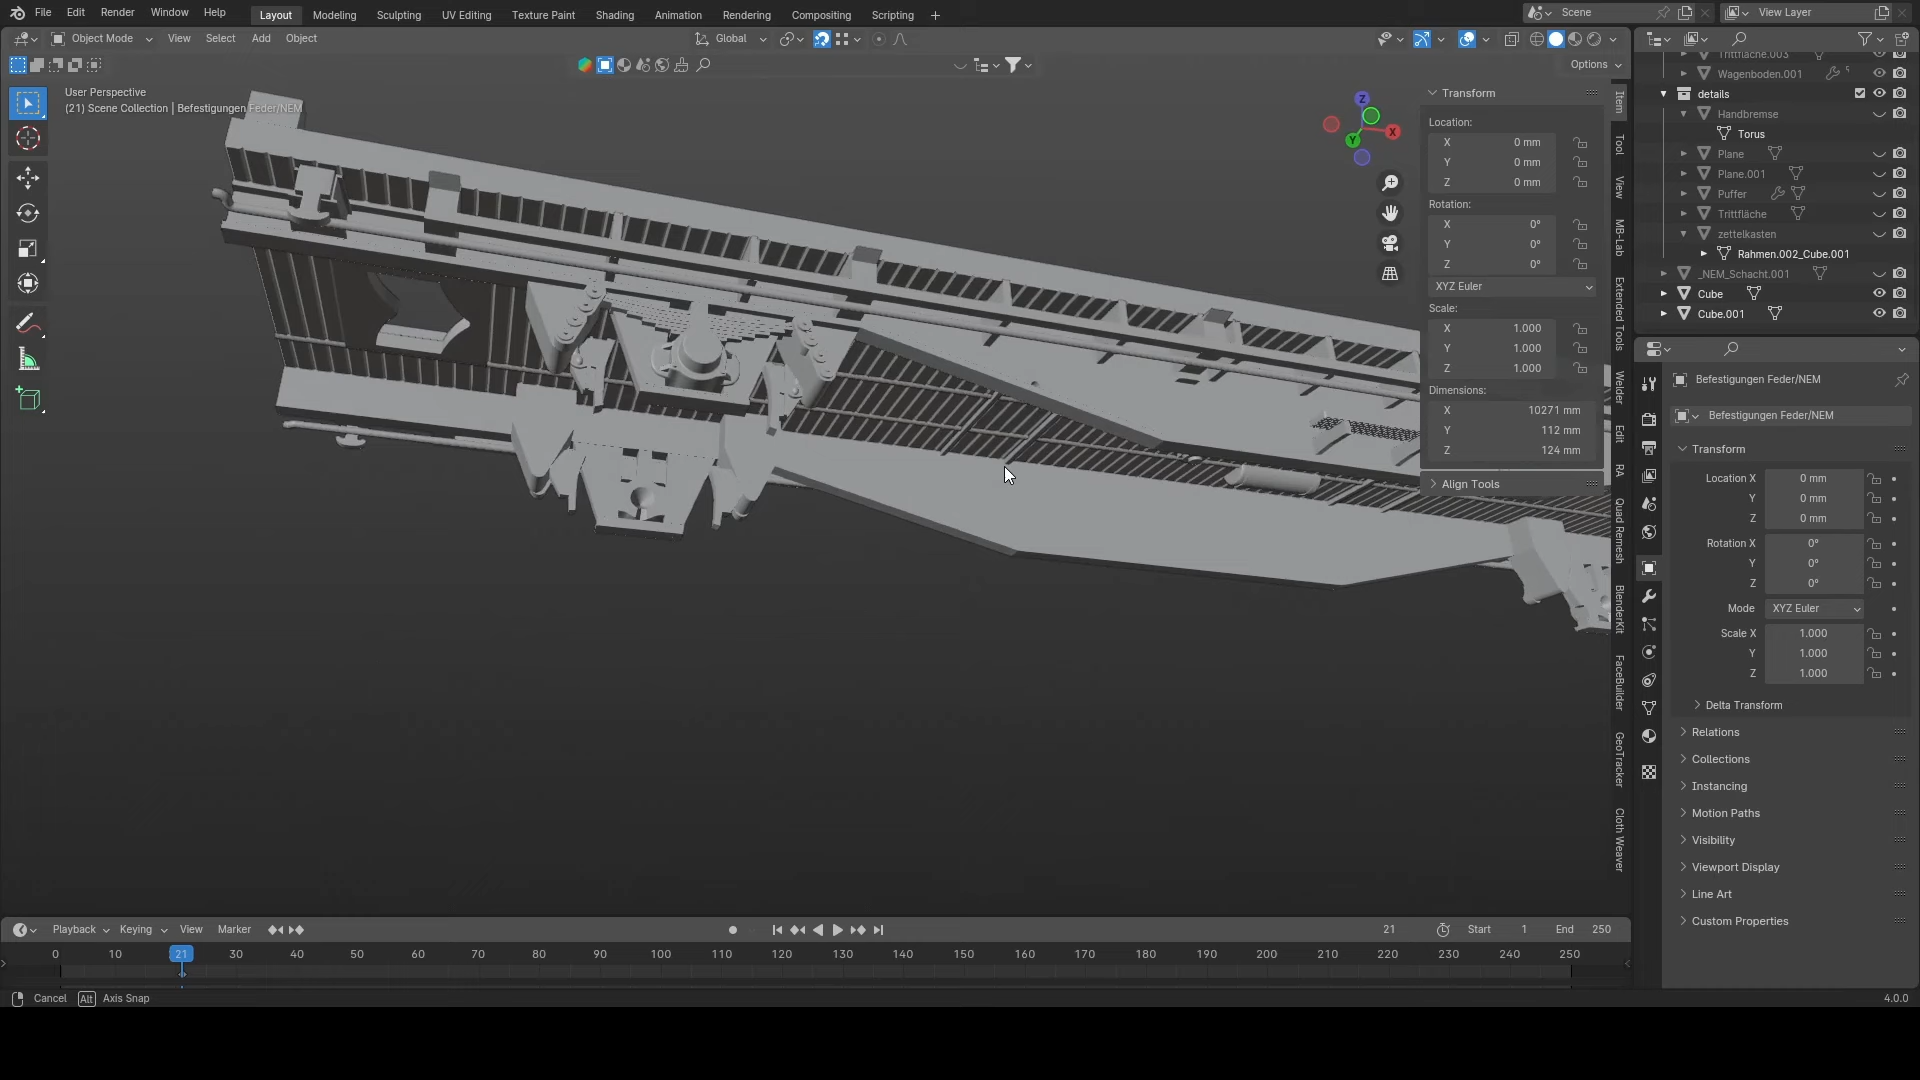 File Edit Render Window Help Layout Modeling Sculpting UV Editing Texture Paint Shading Animation Rendering Compositing Scripting + Scene View Layer
Object Mode View Select Add Object Global
Options
User Perspective
(21) Scene Collection | Befestigungen Feder/NEM
Z
X
Y
Transform
Location:
X 0 mm
Y 0 mm
Z 0 mm
Rotation:
X 0°
Y 0°
Z 0°
XYZ Euler
Scale:
X 1.000
Y 1.000
Z 1.000
Dimensions:
X 10271 mm
Y 112 mm
Z 124 mm
Align Tools
Item
Tool
View
MB-Lab
Extended Tools
Welder
Edit
RA
Quad Remesh
BlenderKit
FaceBuilder
GeoTracker
Cloth Weaver
Trittfläche.003
Wagenboden.001
details
Handbremse
Torus
Plane
Plane.001
Puffer
Trittfläche
zettelkasten
Rahmen.002_Cube.001
_NEM_Schacht.001
Cube
Cube.001
Befestigungen Feder/NEM
Befestigungen Feder/NEM
Transform
Location X 0 mm
Y 0 mm
Z 0 mm
Rotation X 0°
Y 0°
Z 0°
Mode XYZ Euler
Scale X 1.000
Y 1.000
Z 1.000
Delta Transform
Relations
Collections
Instancing
Motion Paths
Visibility
Viewport Display
Line Art
Custom Properties
Playback Keying View Marker 21 Start 1 End 250
0 10 21 30 40 50 60 70 80 90 100 110 120 130 140 150 160 170 180 190 200 210 220 230 240 250
Cancel Alt Axis Snap 4.0.0